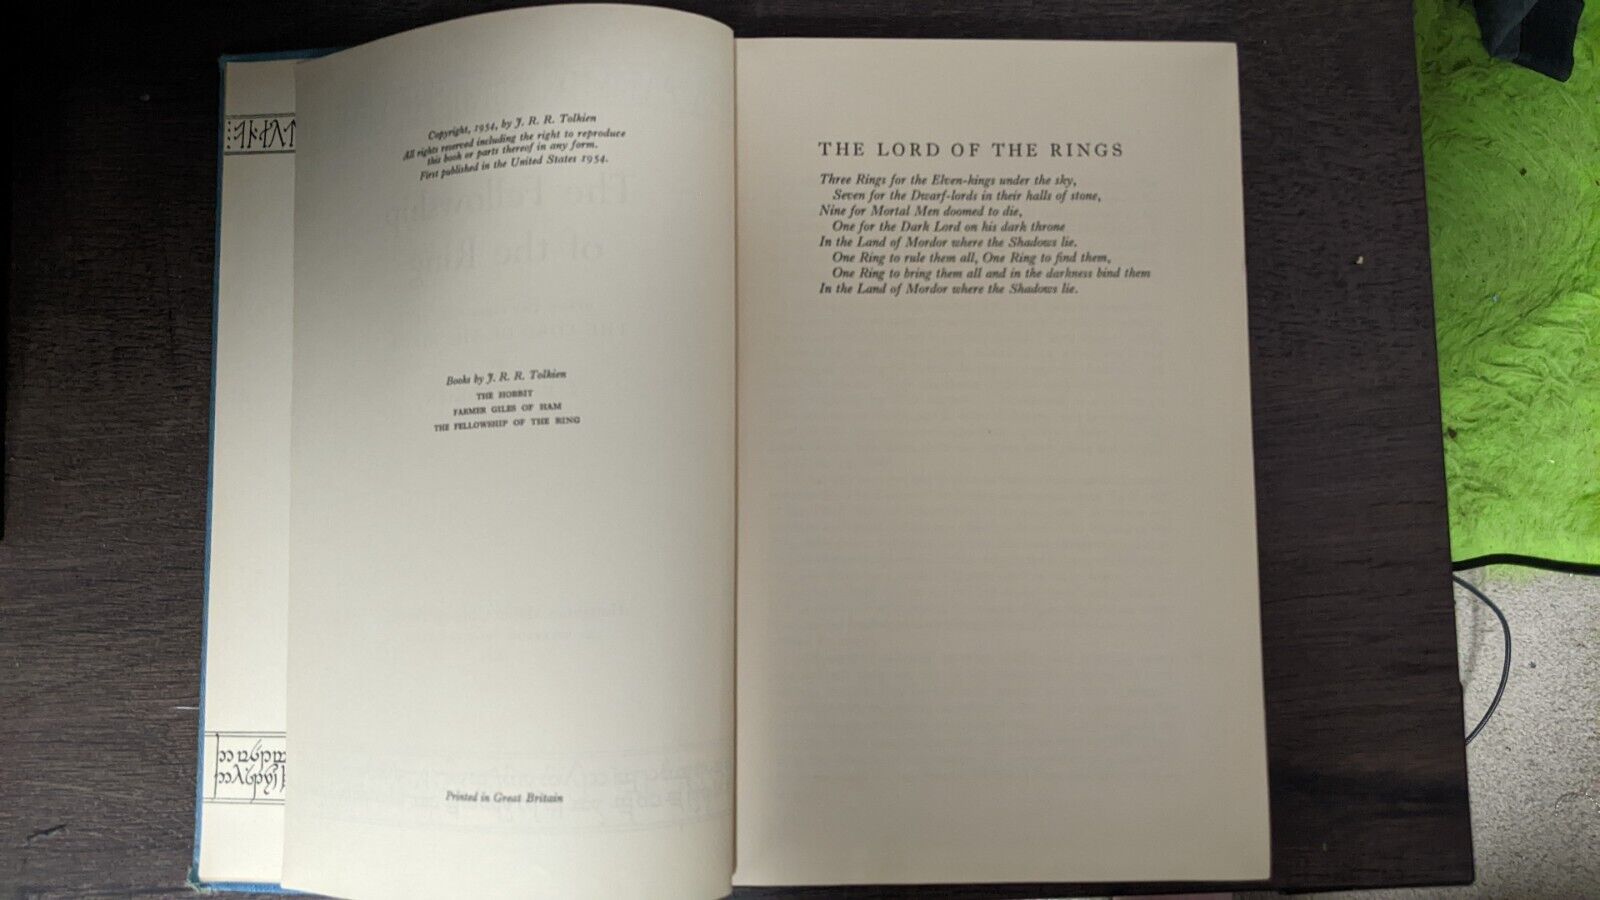 Copyright, 1954, by J. R. R. Tolkien
All rights reserved including the right to reproduce
this book or parts thereof in any form.
First published in the United States 1954.
The Fellowship
of the Ring
Books by J. R. R. Tolkien
THE HOBBIT
FARMER GILES OF HAM
THE FELLOWSHIP OF THE RING
Printed in Great Britain
THE LORD OF THE RINGS
Three Rings for the Elven-kings under the sky,
Seven for the Dwarf-lords in their halls of stone,
Nine for Mortal Men doomed to die,
One for the Dark Lord on his dark throne
In the Land of Mordor where the Shadows lie.
One Ring to rule them all, One Ring to find them,
One Ring to bring them all and in the darkness bind them
In the Land of Mordor where the Shadows lie.